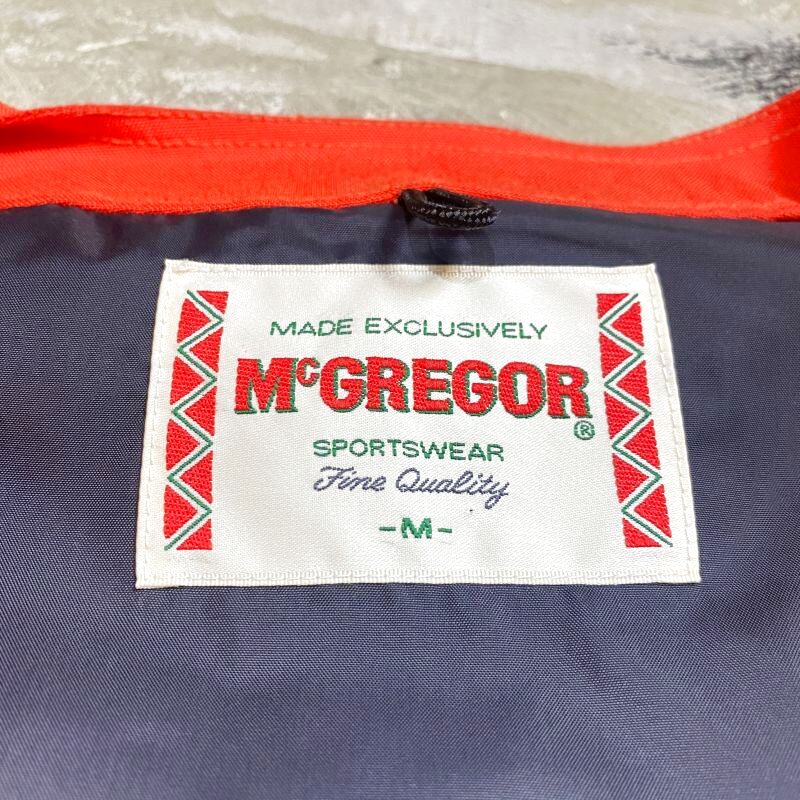 MADE EXCLUSIVELY
McGREGOR®
SPORTSWEAR
Fine Quality
-M-